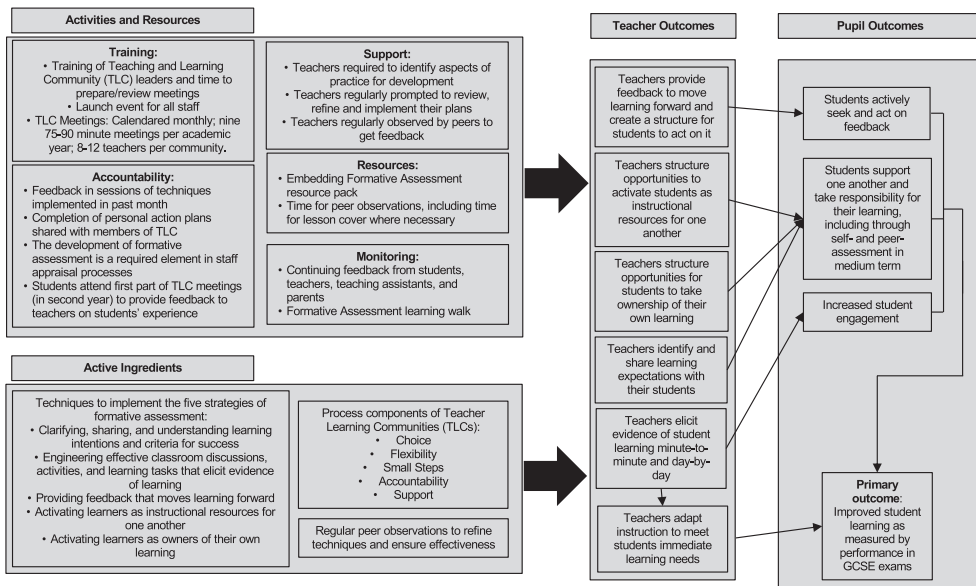 Activities and Resources
Training:
• Training of Teaching and Learning
Community (TLC) leaders and time to
prepare/review meetings
• Launch event for all staff
• TLC Meetings: Calendared monthly; nine
75-90 minute meetings per academic
year; 8-12 teachers per community.
Accountability:
• Feedback in sessions of techniques
implemented in past month
• Completion of personal action plans
shared with members of TLC
• The development of formative
assessment is a required element in staff
appraisal processes
• Students attend first part of TLC meetings
(in second year) to provide feedback to
teachers on students' experience
Support:
• Teachers required to identify aspects of
practice for development
• Teachers regularly prompted to review,
refine and implement their plans
• Teachers regularly observed by peers to
get feedback
Resources:
• Embedding Formative Assessment
resource pack
• Time for peer observations, including time
for lesson cover where necessary
Monitoring:
• Continuing feedback from students,
teachers, teaching assistants, and
parents
• Formative Assessment learning walk
Active Ingredients
Techniques to implement the five strategies of
formative assessment:
• Clarifying, sharing, and understanding learning
intentions and criteria for success
• Engineering effective classroom discussions,
activities, and learning tasks that elicit evidence
of learning
• Providing feedback that moves learning forward
• Activating learners as instructional resources for
one another
• Activating learners as owners of their own
learning
Process components of Teacher
Learning Communities (TLCs):
• Choice
• Flexibility
• Small Steps
• Accountability
• Support
Regular peer observations to refine
techniques and ensure effectiveness
Teacher Outcomes
Teachers provide
feedback to move
learning forward and
create a structure for
students to act on it
Teachers structure
opportunities to
activate students as
instructional
resources for one
another
Teachers structure
opportunities for
students to take
ownership of their
own learning
Teachers identify and
share learning
expectations with
their students
Teachers elicit
evidence of student
learning minute-to-
minute and day-by-
day
Teachers adapt
instruction to meet
students immediate
learning needs
Pupil Outcomes
Students actively
seek and act on
feedback
Students support
one another and
take responsibility
for their learning,
including through
self- and peer-
assessment in
medium term
Increased student
engagement
Primary
outcome:
Improved student
learning as
measured by
performance in
GCSE exams